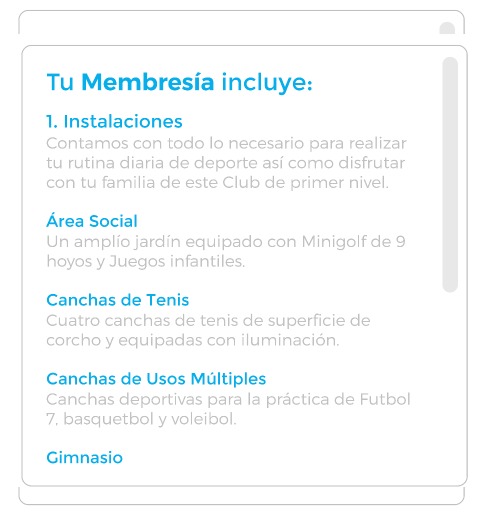 Tu Membresía incluye:
1. Instalaciones
Contamos con todo lo necesario para realizar
tu rutina diaria de deporte así como disfrutar
con tu familia de este Club de primer nivel.
Área Social
Un amplío jardín equipado con Minigolf de 9
hoyos y Juegos infantiles.
Canchas de Tenis
Cuatro canchas de tenis de superficie de
corcho y equipadas con iluminación.
Canchas de Usos Múltiples
Canchas deportivas para la práctica de Futbol
7, basquetbol y voleibol.
Gimnasio